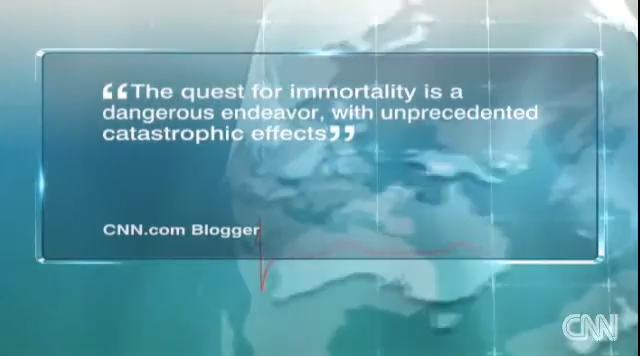 ❝The quest for immortality is a
dangerous endeavor, with unprecedented
catastrophic effects❞
CNN.com Blogger
CNN